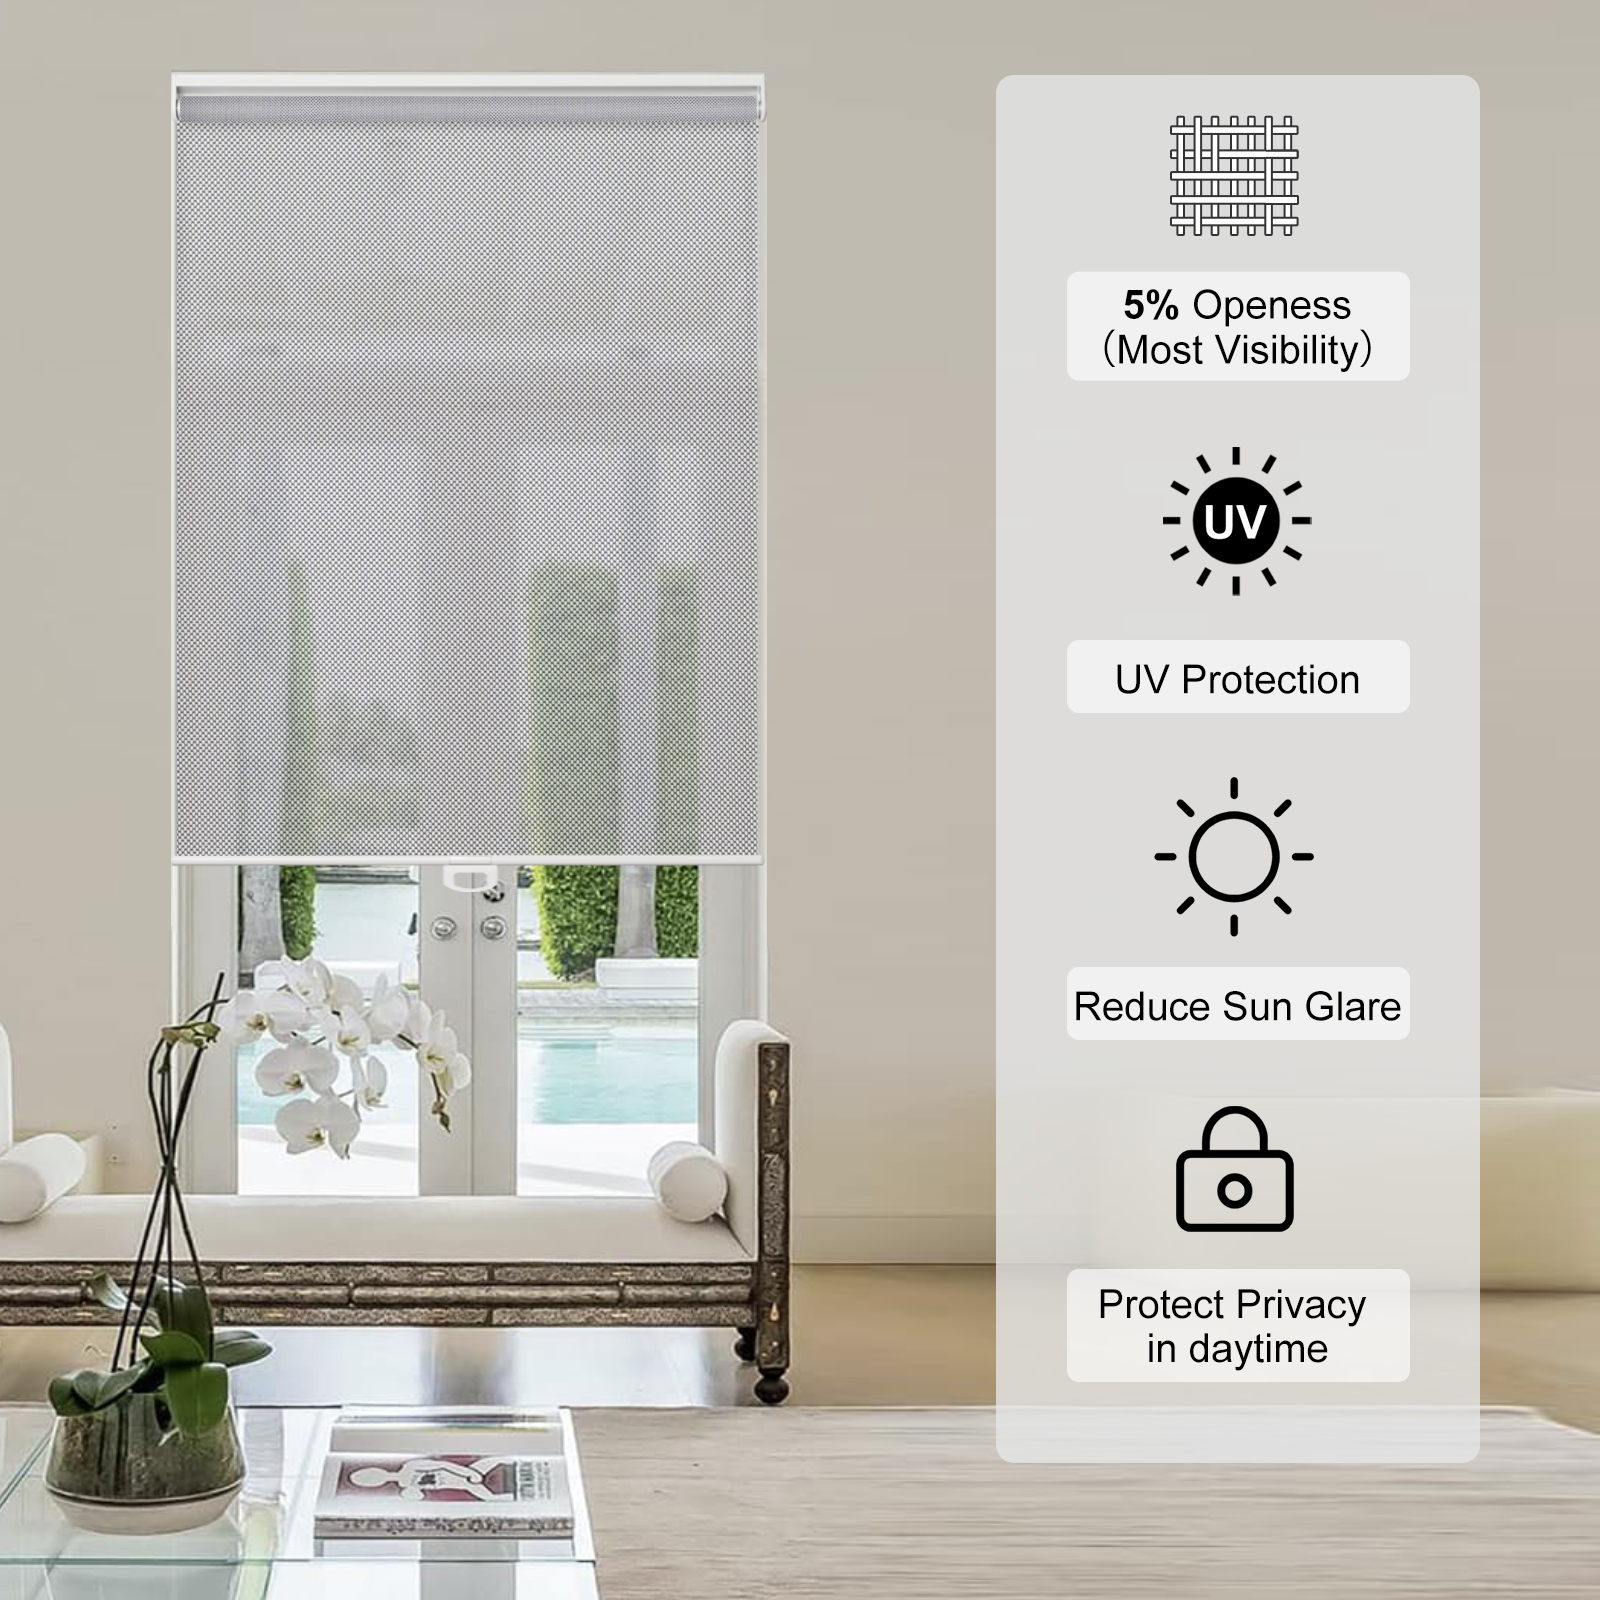 5% Openess
（Most Visibility）
UV
UV Protection
Reduce Sun Glare
Protect Privacy
in daytime